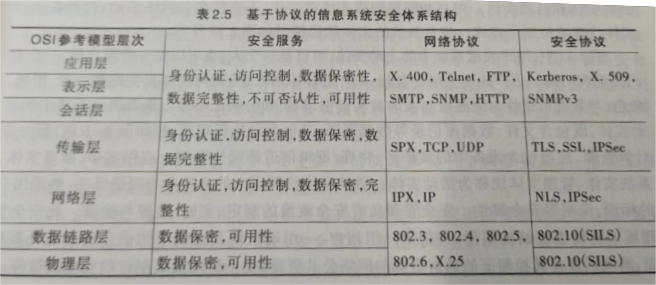 表2.5 基于协议的信息系统安全体系结构
OSI参考模型层次 安全服务 网络协议 安全协议
应用层
表示层
会话层
身份认证,访问控制,数据保密性,
数据完整性,不可否认性,可用性
X. 400, Telnet, FTP,
SMTP,SNMP,HTTP
Kerberos, X. 509,
SNMPv3
传输层
身份认证,访问控制,数据保密,数
据完整性
SPX,TCP,UDP
TLS,SSL,IPSec
网络层
身份认证,访问控制,数据保密,完
整性
IPX,IP
NLS,IPSec
数据链路层 数据保密,可用性 802.3, 802.4, 802.5, 802.10(SILS)
物理层 数据保密,可用性 802.6,X.25 802.10(SILS)